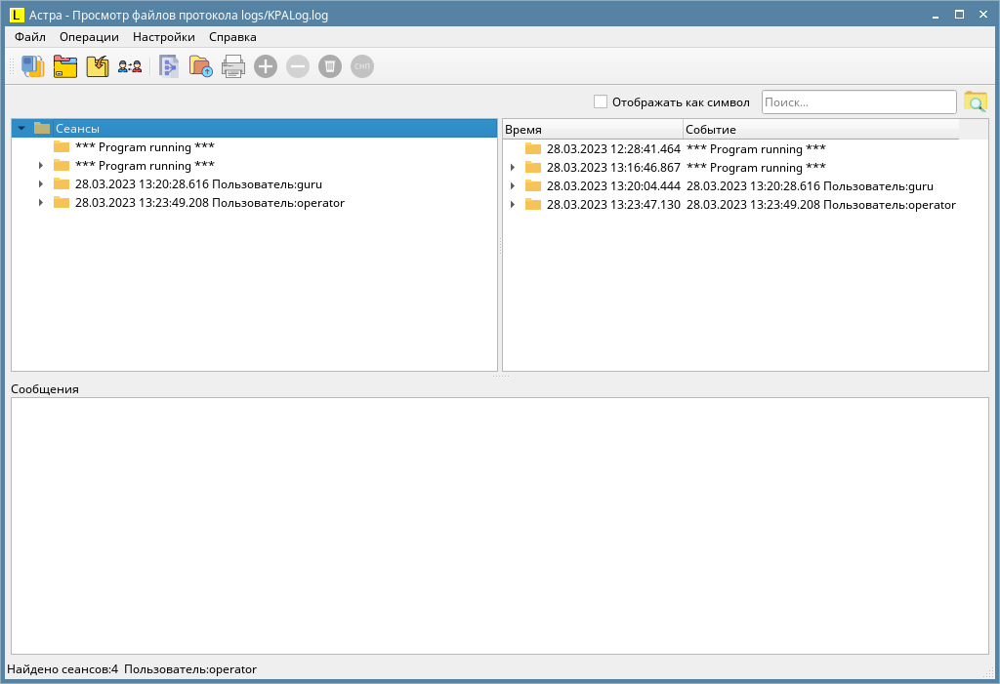 L Астра - Просмотр файлов протокола logs/KPALog.log
Файл Операции Настройки Справка
СНП
Отображать как символ Поиск...
Сеансы
*** Program running ***
*** Program running ***
28.03.2023 13:20:28.616 Пользователь:guru
28.03.2023 13:23:49.208 Пользователь:operator
Время Событие
28.03.2023 12:28:41.464 *** Program running ***
28.03.2023 13:16:46.867 *** Program running ***
28.03.2023 13:20:04.444 28.03.2023 13:20:28.616 Пользователь:guru
28.03.2023 13:23:47.130 28.03.2023 13:23:49.208 Пользователь:operator
Сообщения
Найдено сеансов:4 Пользователь:operator